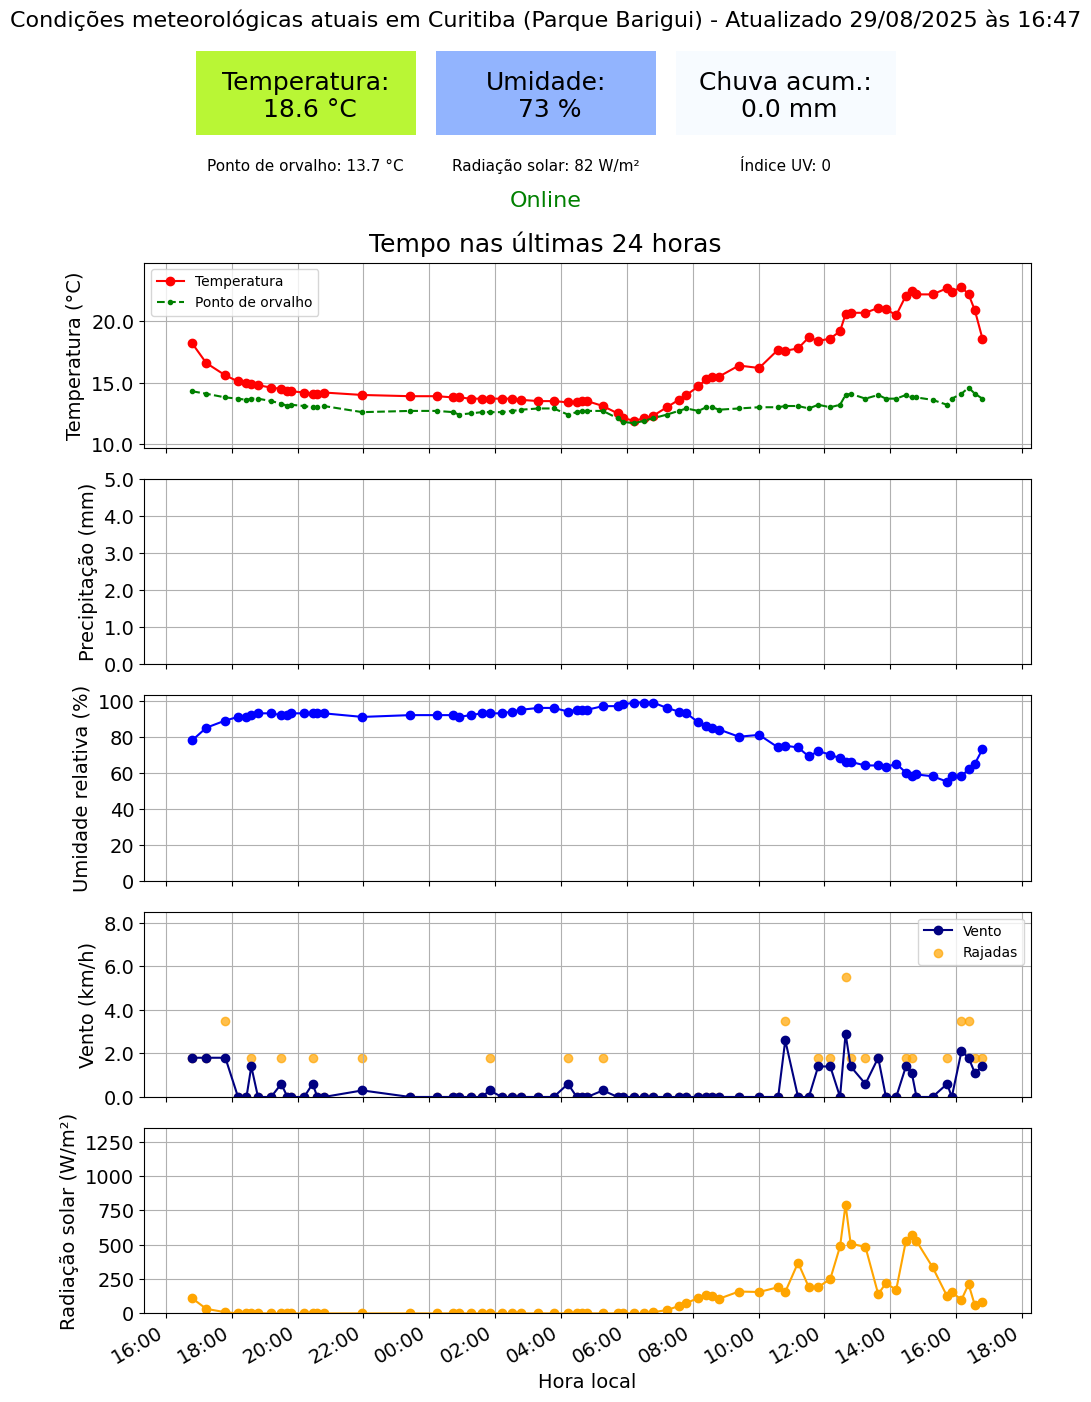 Condições meteorológicas atuais em Curitiba (Parque Barigui) - Atualizado 29/08/2025 às 16:47
Temperatura:
18.6 °C
Umidade:
73 %
Chuva acum.:
0.0 mm
Ponto de orvalho: 13.7 °C
Radiação solar: 82 W/m²
Índice UV: 0
Online
Tempo nas últimas 24 horas
Temperatura (°C)
20.0
15.0
10.0
Temperatura
Ponto de orvalho
Precipitação (mm)
5.0
4.0
3.0
2.0
1.0
0.0
Umidade relativa (%)
100
80
60
40
20
0
Vento (km/h)
8.0
6.0
4.0
2.0
0.0
Vento
Rajadas
Radiação solar (W/m²)
1250
1000
750
500
250
0
16:00
18:00
20:00
22:00
00:00
02:00
04:00
06:00
08:00
10:00
12:00
14:00
16:00
18:00
Hora local